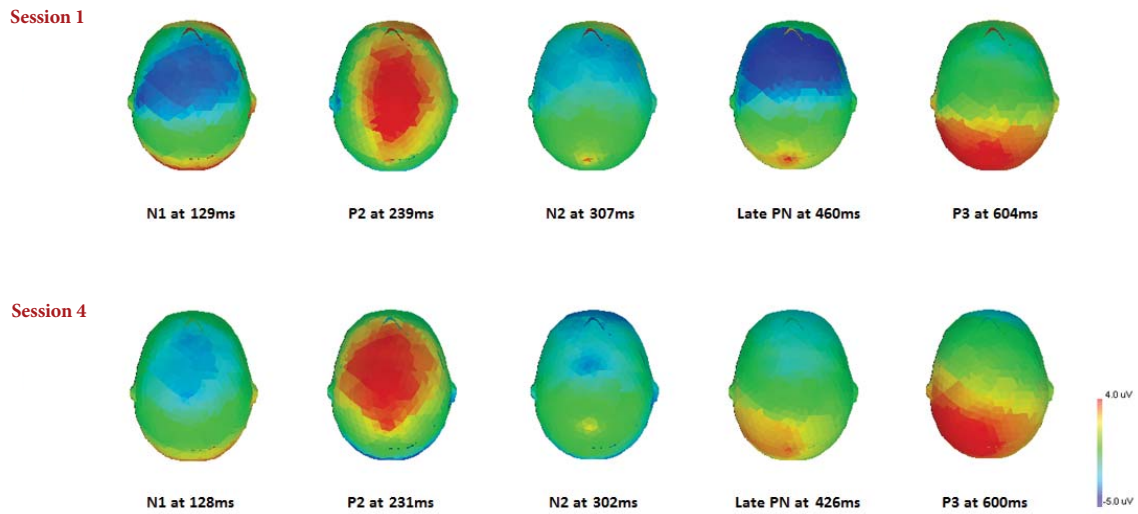 Session 1
N1 at 129ms P2 at 239ms N2 at 307ms Late PN at 460ms P3 at 604ms
Session 4
4.0 uV
-5.0 uV
N1 at 128ms P2 at 231ms N2 at 302ms Late PN at 426ms P3 at 600ms